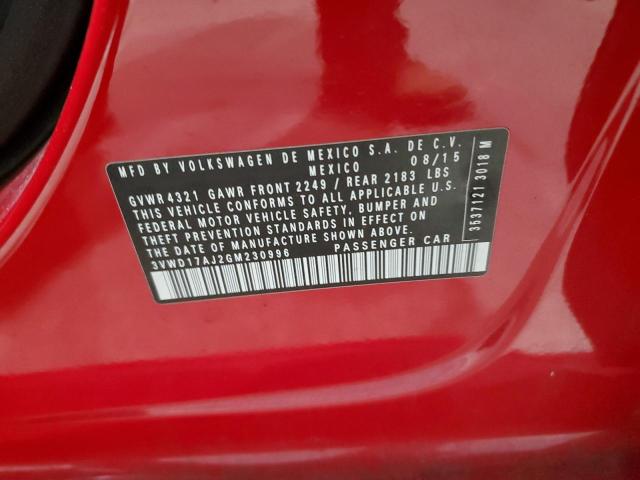 MFD BY VOLKSWAGEN DE MEXICO S.A. DE C.V.
MEXICO 08/15
GVWR 4321 GAWR FRONT 2249 / REAR 2183 LBS
THIS VEHICLE CONFORMS TO ALL APPLICABLE U.S.
FEDERAL MOTOR VEHICLE SAFETY, BUMPER AND
THEFT PREVENTION STANDARDS IN EFFECT ON
THE DATE OF MANUFACTURE SHOWN ABOVE.
3VWD17AJ2GM230996 PASSENGER CAR
3537121 3018 M